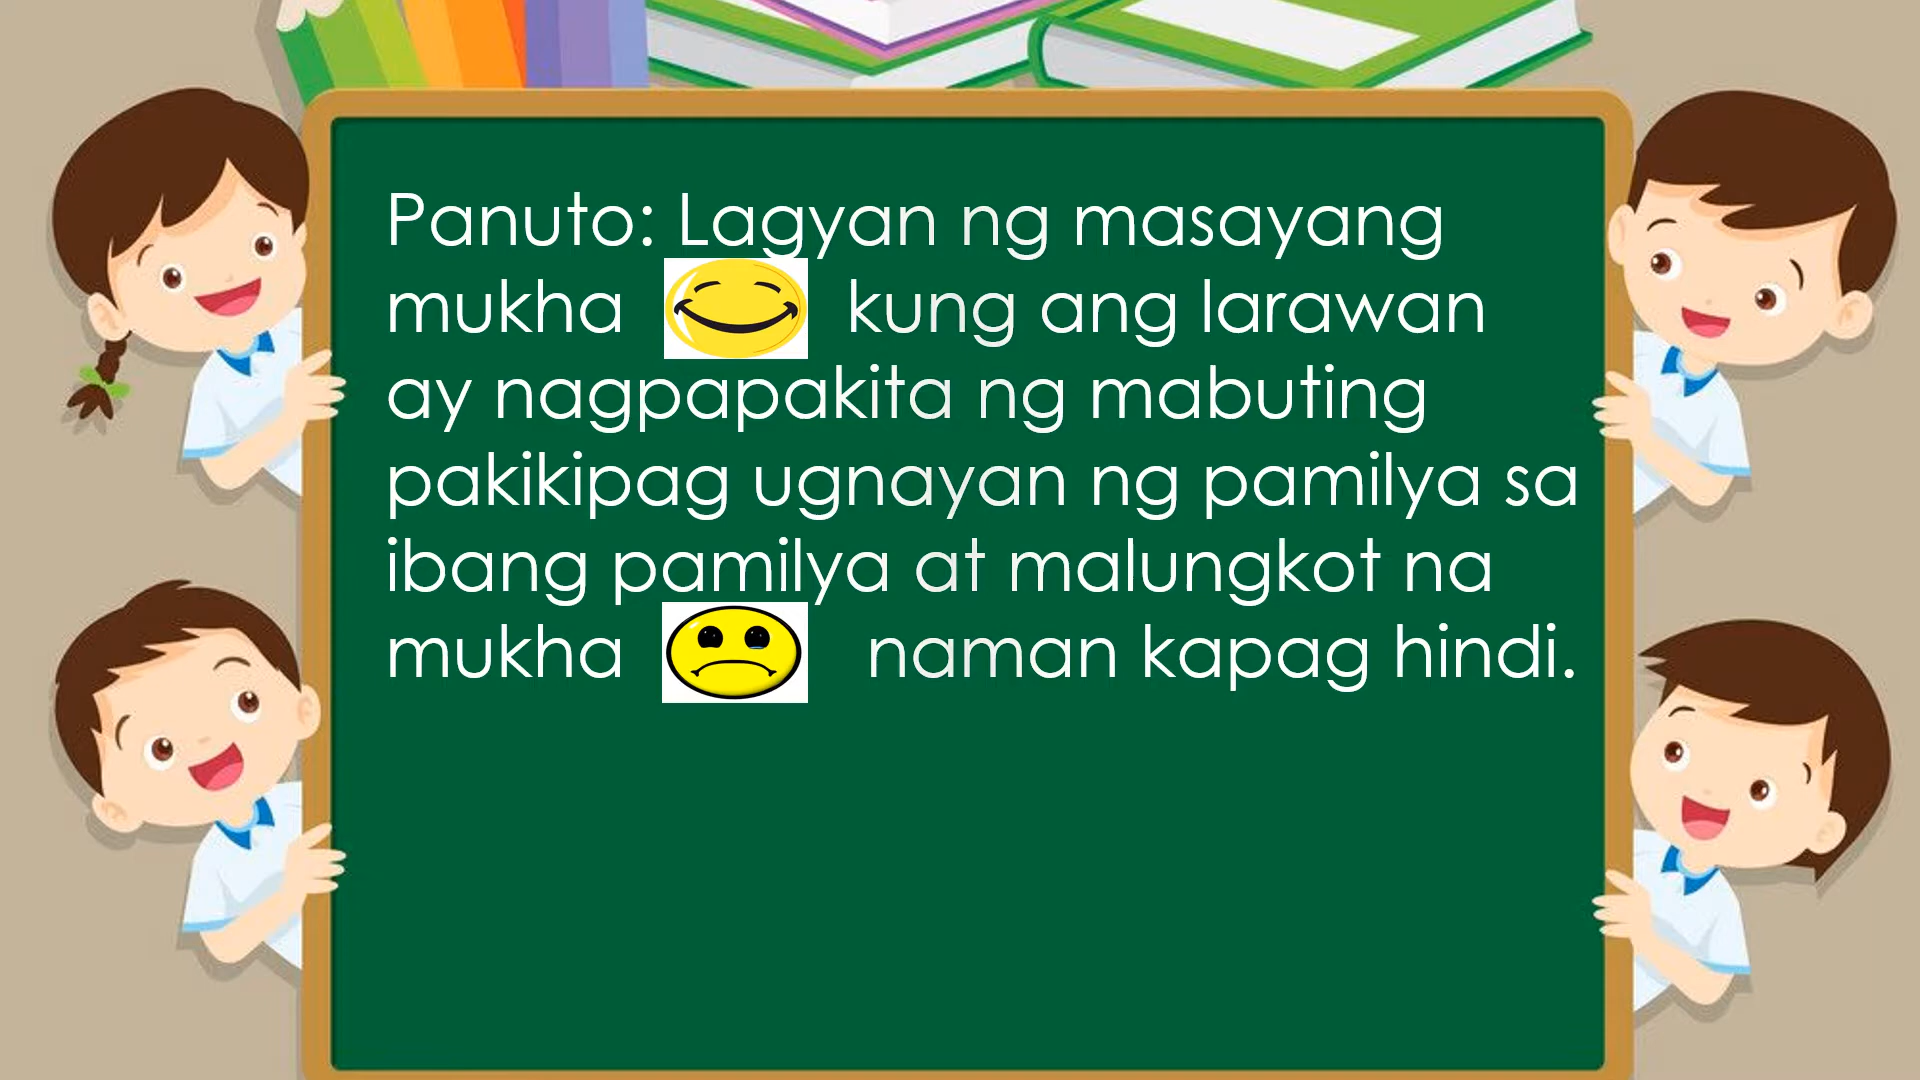 Panuto: Lagyan ng masayang
mukha kung ang larawan
ay nagpapakita ng mabuting
pakikipag ugnayan ng pamilya sa
ibang pamilya at malungkot na
mukha naman kapag hindi.